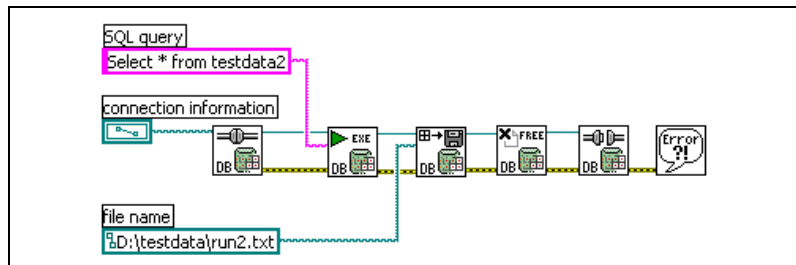 SQL query
Select * from testdata2
connection information
DB
EXE
DB
DB
FREE
DB
DB
Error
?!
file name
D:\testdata\run2.txt